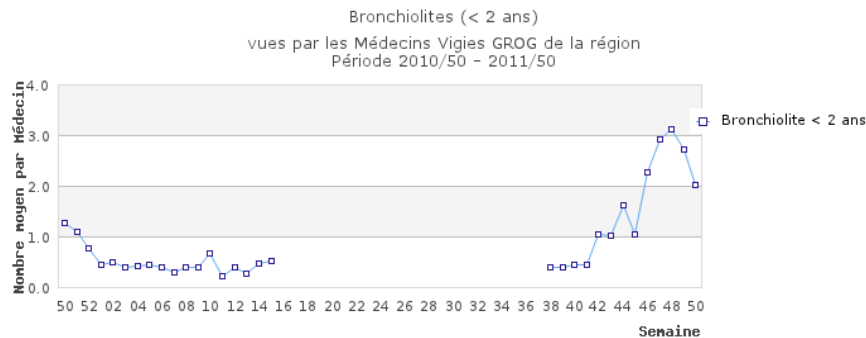 Bronchiolites (< 2 ans)
vues par les Médecins Vigies GROG de la région
Période 2010/50 - 2011/50
Nombre moyen par Médecin
4.0
3.0
2.0
1.0
0.0
Bronchiolite < 2 ans
50 52 02 04 06 08 10 12 14 16 18 20 22 24 26 28 30 32 34 36 38 40 42 44 46 48 50
Semaine